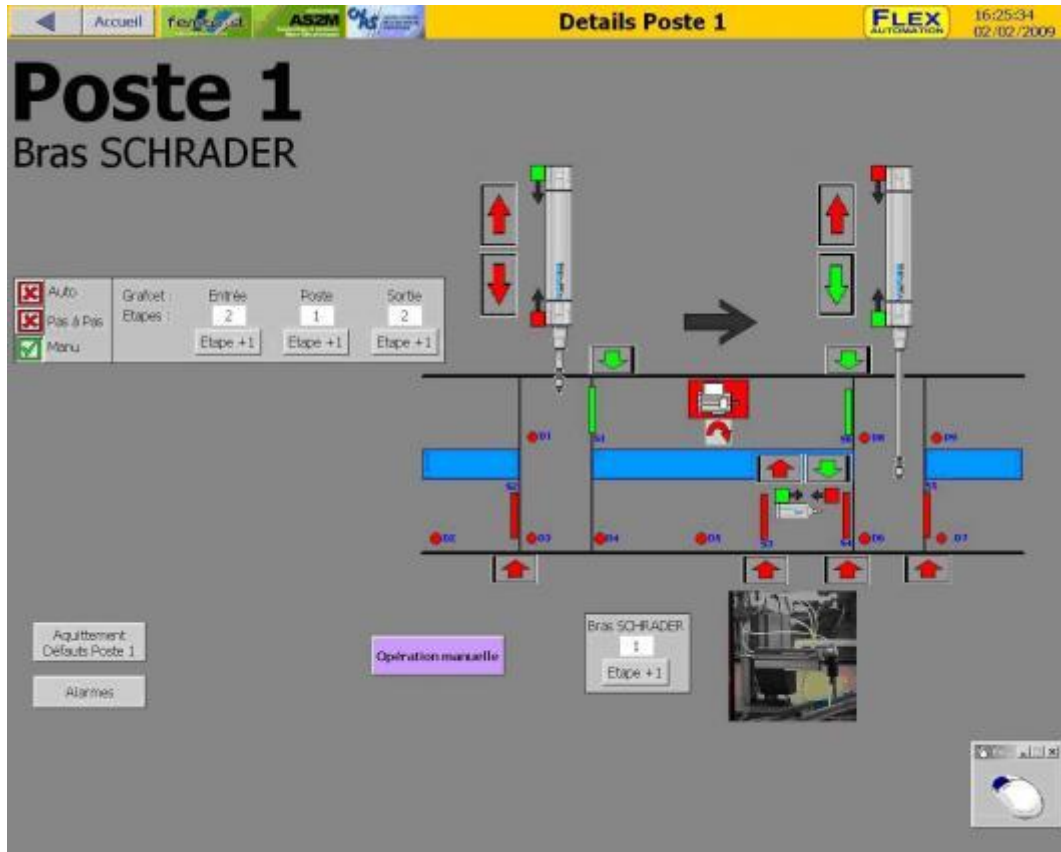 Accueil
AS2M
Details Poste 1
FLEX
AUTOMATION
16:25:34
02/02/2009
Poste 1
Bras SCHRADER
Auto
Pas à Pas
Manu
Grafcet :
Etapes :
Entrée
Poste
Sortie
2
1
2
Etape +1
Etape +1
Etape +1
D1
S1
S6
D8
D9
S2
S5
D2
D3
D4
D5
S3
S4
D6
D7
Aquittement
Défauts Poste 1
Alarmes
Opération manuelle
Bras SCHRADER
1
Etape +1